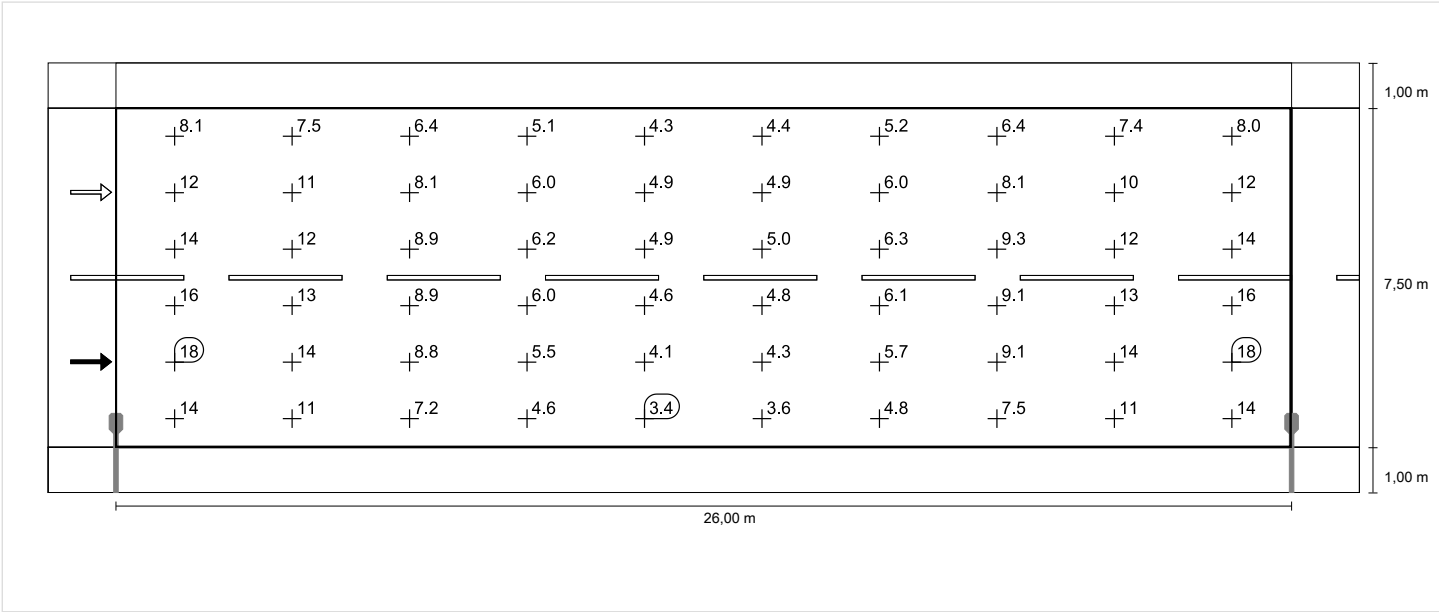 1,00 m
8.1 7.5 6.4 5.1 4.3 4.4 5.2 6.4 7.4 8.0
12 11 8.1 6.0 4.9 4.9 6.0 8.1 10 12
14 12 8.9 6.2 4.9 5.0 6.3 9.3 12 14
7,50 m
16 13 8.9 6.0 4.6 4.8 6.1 9.1 13 16
18 14 8.8 5.5 4.1 4.3 5.7 9.1 14 18
14 11 7.2 4.6 3.4 3.6 4.8 7.5 11 14
1,00 m
26,00 m